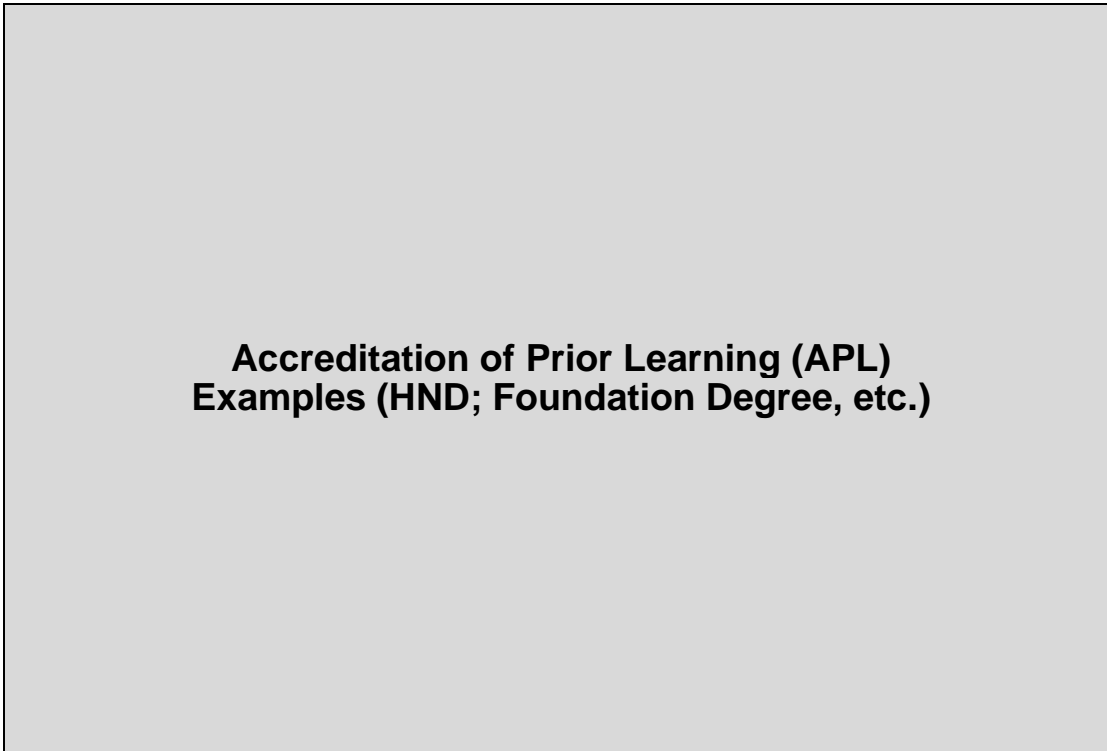 Accreditation of Prior Learning (APL)
Examples (HND; Foundation Degree, etc.)